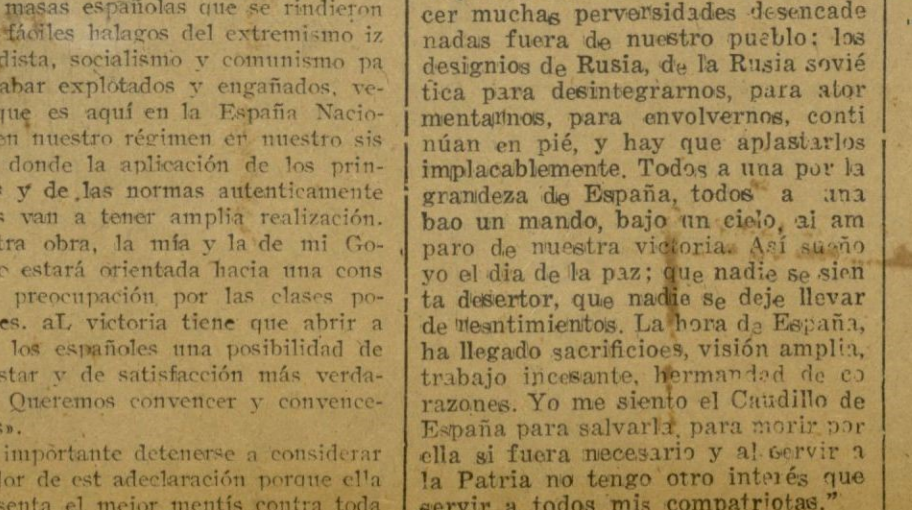 masas españolas que se rindieron
fáciles halagos del extremismo iz
dista, socialismo y comunismo pa
abar explotados y engañados, ve-
que es aquí en la España Nacio-
en nuestro régimen en nuestro sis
donde la aplicación de los prin-
y de las normas autenticamente
s van a tener amplia realización.
tra obra, la mía y la de mi Go-
estará orientada hacia una cons
preocupación por las clases po-
es. aL victoria tiene que abrir a
los españoles una posibilidad de
star y de satisfacción más verda-
Queremos convencer y convence-
».
importante detenerse a considerar
lor de est adeclaración porque ella
senta el mejor mentís contra toda
cer muchas perversidades desencade
nadas fuera de nuestro pueblo; los
designios de Rusia, de la Rusia sovié
tica para desintegrarnos, para ator
mentarnos, para envolvernos, conti
núan en pié, y hay que aplastarlos
implacablemente. Todos a una por la
grandeza de España, todos a una
bao un mando, bajo un cielo, al am
paro de nuestra victoria. Así sueño
yo el dia de la paz; que nadie se sien
ta desertor, que nadie se deje llevar
de resntimientos. La hora de España,
ha llegado sacrificioes, visión amplia,
trabajo incesante, hermandad de co
razones. Yo me siento el Caudillo de
España para salvarla, para morir por
ella si fuera necesario y al servir a
la Patria no tengo otro interés que
servir a todos mis compatriotas.”